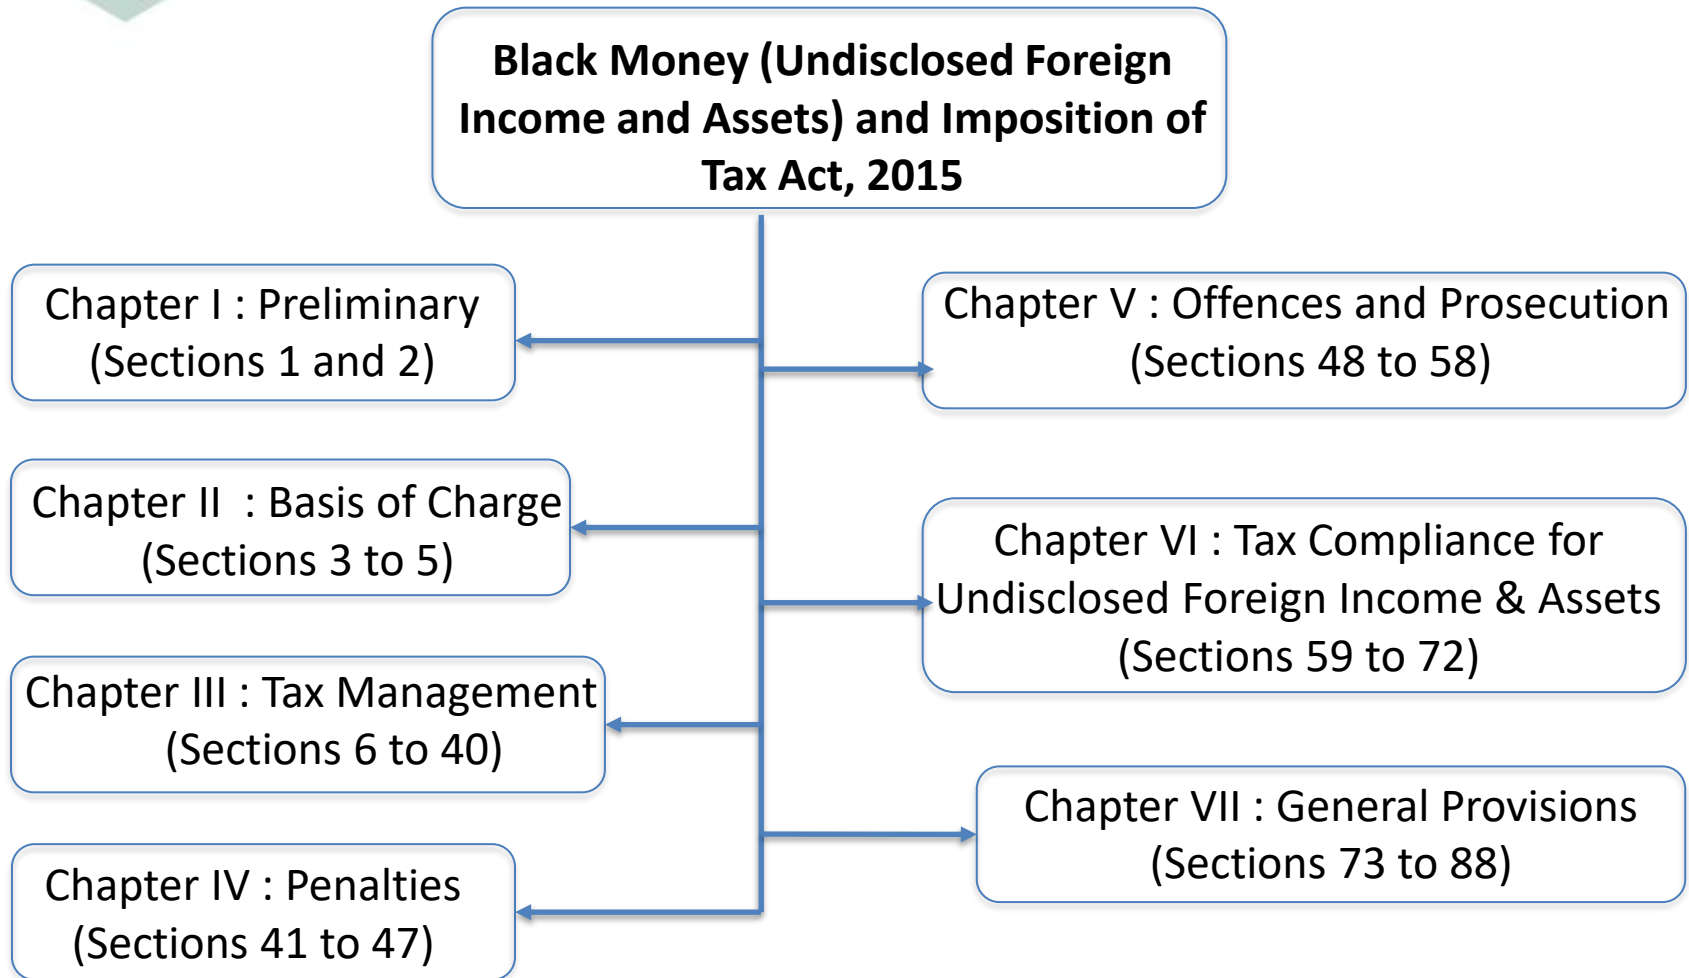 Black Money (Undisclosed Foreign
Income and Assets) and Imposition of
Tax Act, 2015
Chapter I : Preliminary
(Sections 1 and 2)
Chapter II : Basis of Charge
(Sections 3 to 5)
Chapter III : Tax Management
(Sections 6 to 40)
Chapter IV : Penalties
(Sections 41 to 47)
Chapter V : Offences and Prosecution
(Sections 48 to 58)
Chapter VI : Tax Compliance for
Undisclosed Foreign Income & Assets
(Sections 59 to 72)
Chapter VII : General Provisions
(Sections 73 to 88)